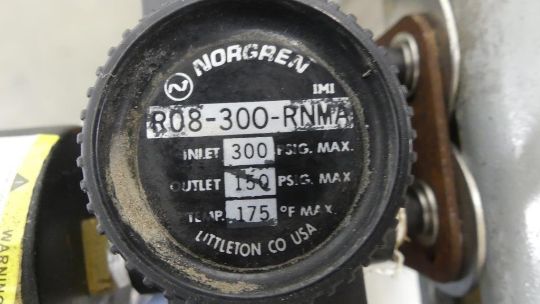 NORGREN
IMI
R08-300-RNMA
INLET 300 PSIG. MAX.
OUTLET 150 PSIG. MAX
TEMP. 175 °F MAX.
LITTLETON CO USA
WARNING